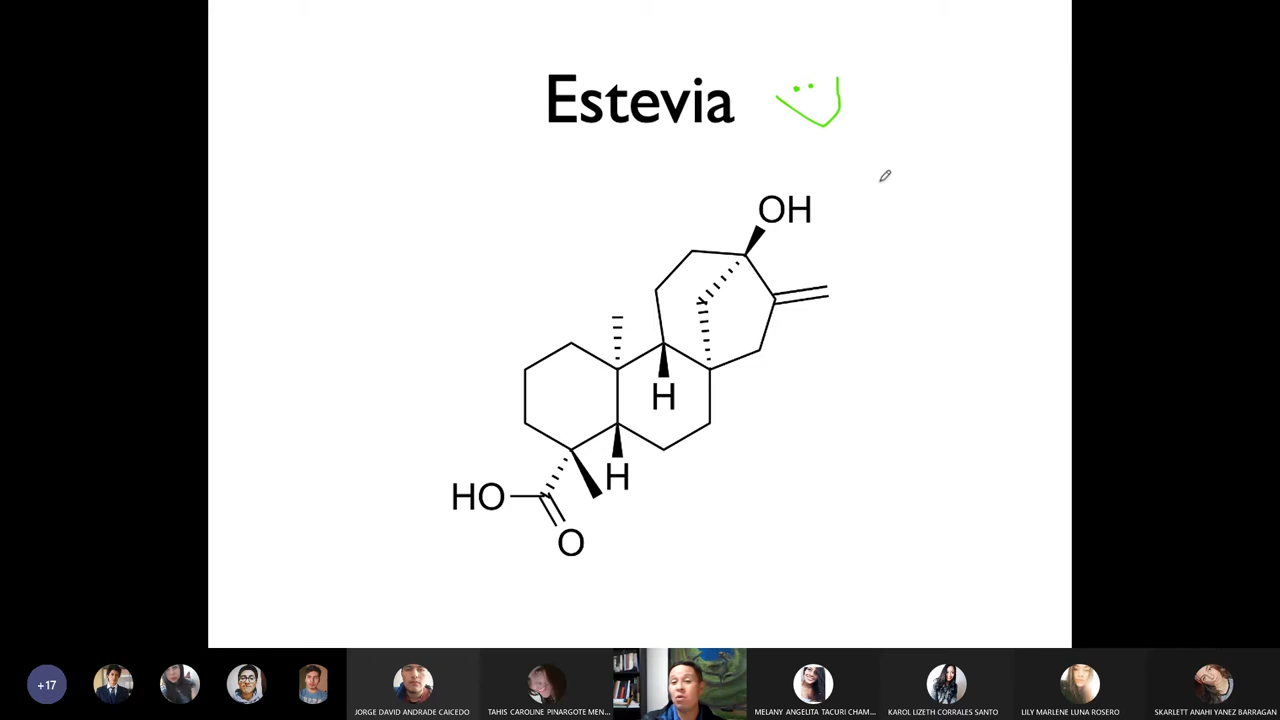 Estevia
OH
H
H
HO
O
+17
JORGE DAVID ANDRADE CAICEDO
TAHIS CAROLINE PINARGOTE MEN...
MELANY ANGELITA TACURI CHAM...
KAROL LIZETH CORRALES SANTO
LILY MARLENE LUNA ROSERO
SKARLETT ANAHI YANEZ BARRAGAN